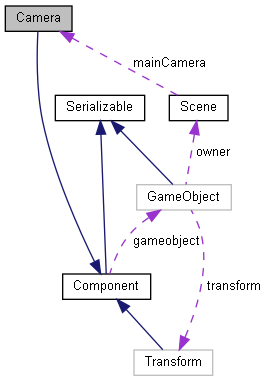 Camera
mainCamera
Serializable
Scene
owner
GameObject
gameobject
Component
transform
Transform